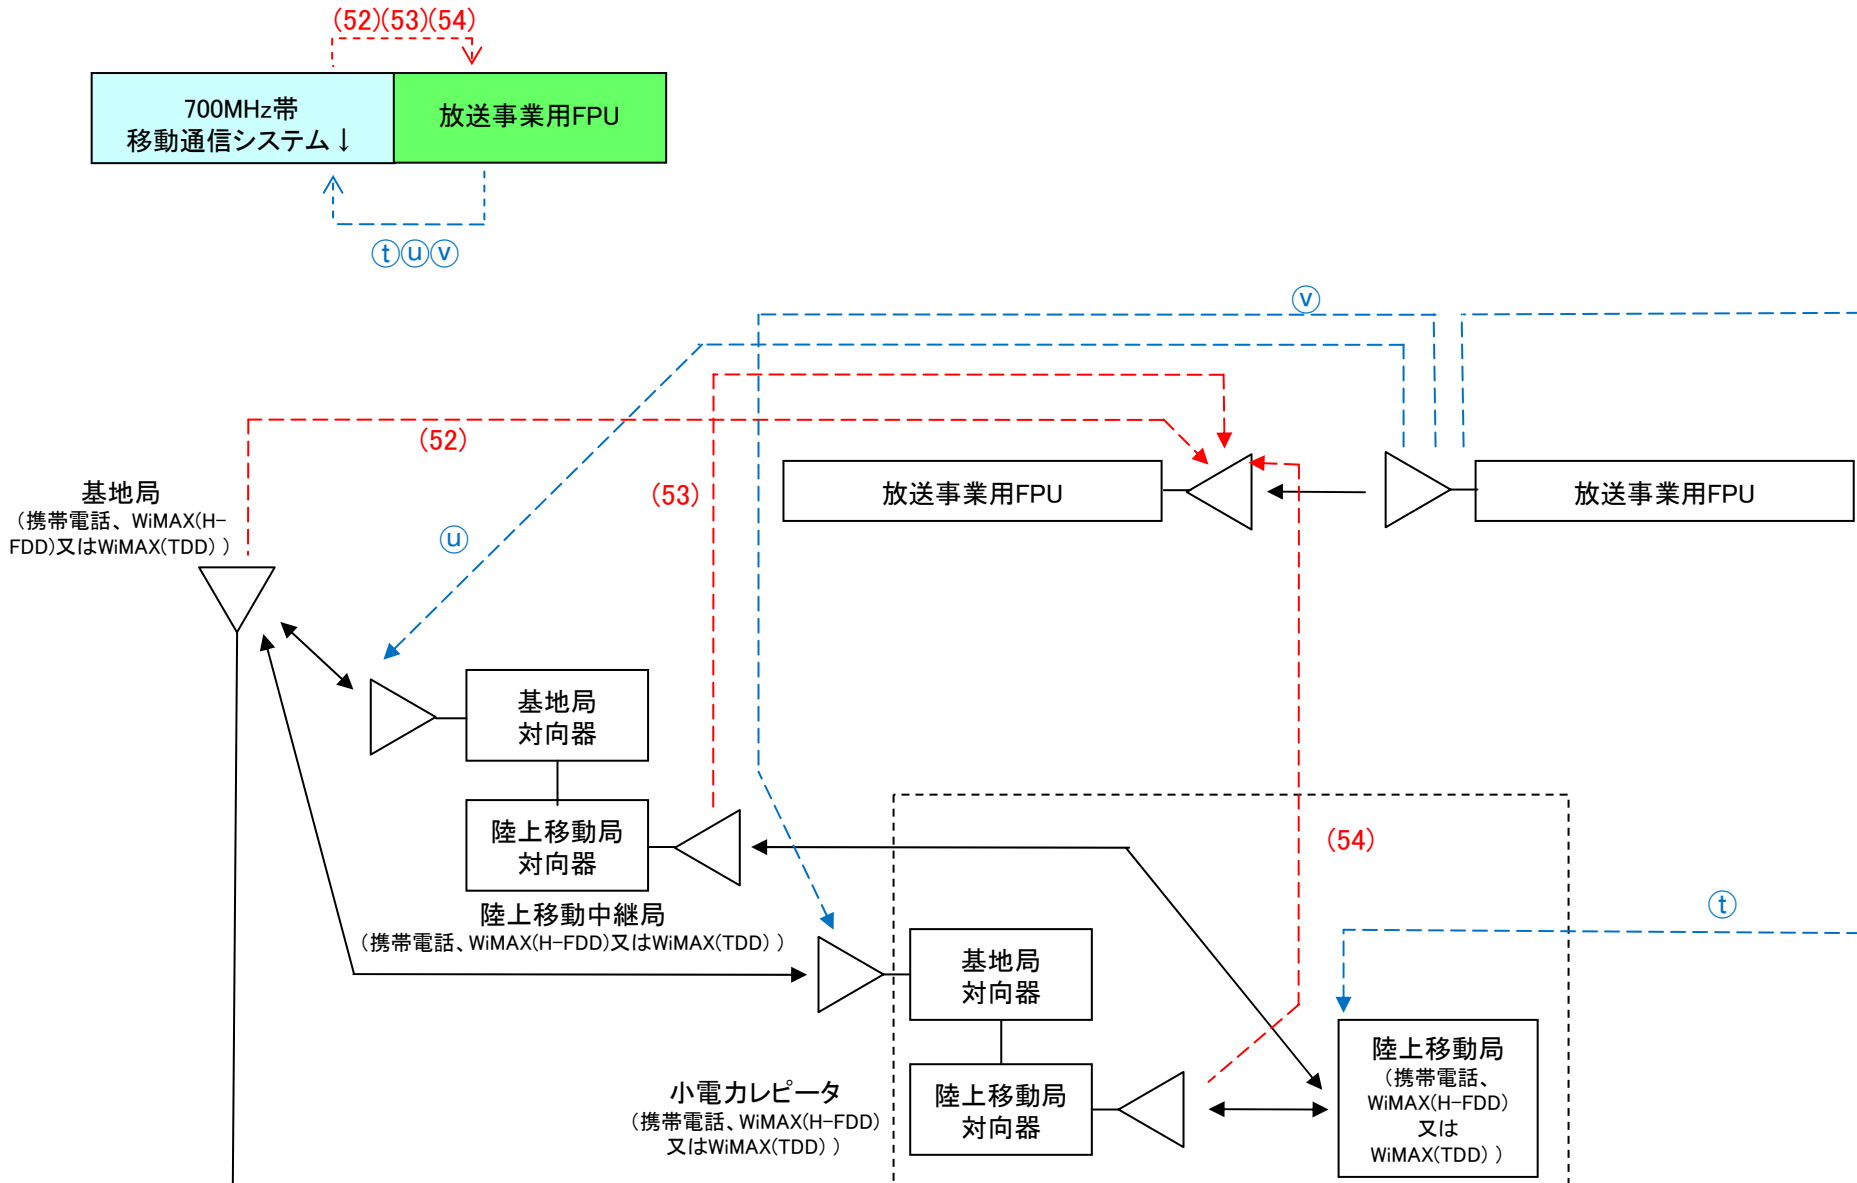 (52)(53)(54)
700MHz帯
移動通信システム↓
放送事業用FPU
ⓣⓤⓥ
ⓥ
(52)
基地局
（携帯電話、WiMAX(H-
FDD)又はWiMAX(TDD)）
(53)
放送事業用FPU
放送事業用FPU
ⓤ
基地局
対向器
陸上移動局
対向器
(54)
陸上移動中継局
（携帯電話、WiMAX(H-FDD)又はWiMAX(TDD)）
ⓣ
基地局
対向器
小電力レピータ
（携帯電話、WiMAX(H-FDD)
又はWiMAX(TDD)）
陸上移動局
対向器
陸上移動局
（携帯電話、
WiMAX(H-FDD)
又は
WiMAX(TDD)）